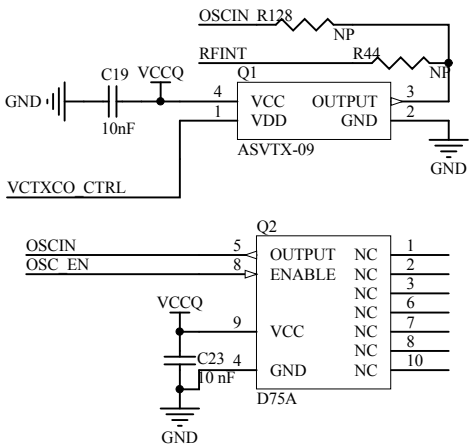 OSCIN R128
NP
RFINT R44
NP
C19 VCCQ Q1
GND 4 VCC OUTPUT 3
10nF 1 VDD GND 2
ASVTX-09
GND
VCTXCO_CTRL
Q2
OSCIN 5 OUTPUT NC 1
OSC_EN 8 ENABLE NC 2
NC 3
NC 6
VCCQ 9 VCC NC 7
NC 8
C23 4 GND NC 10
10 nF
D75A
GND